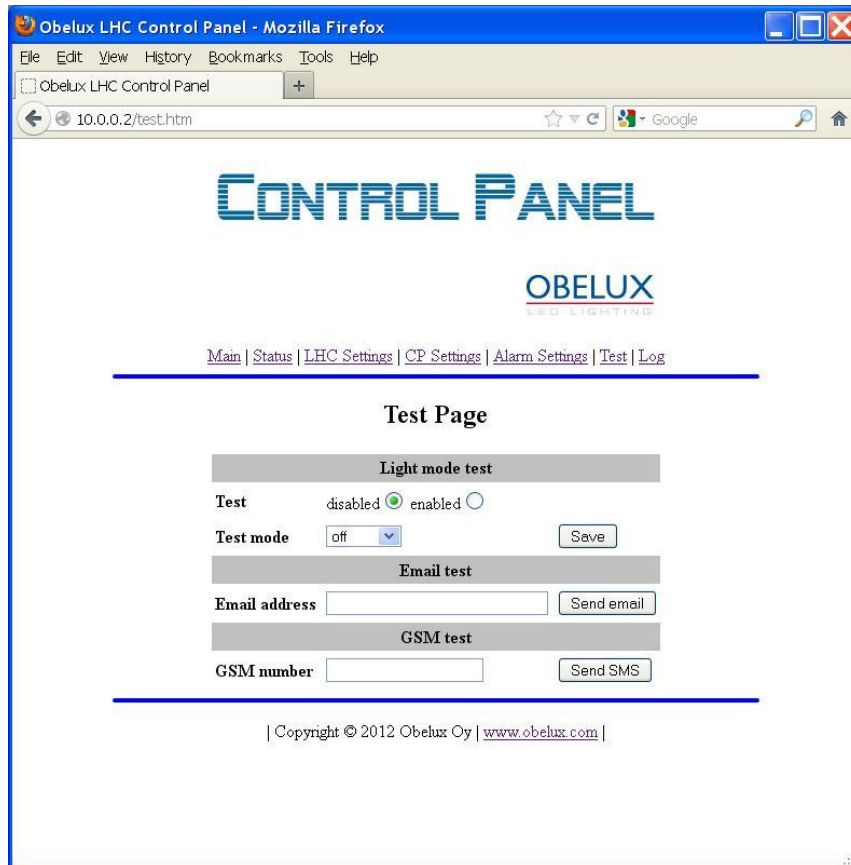 Obelux LHC Control Panel - Mozilla Firefox
File Edit View History Bookmarks Tools Help
Obelux LHC Control Panel +
10.0.0.2/test.htm Google
CONTROL PANEL
OBELUX
LED LIGHTING
Main | Status | LHC Settings | CP Settings | Alarm Settings | Test | Log
Test Page
Light mode test
Test disabled enabled
Test mode off Save
Email test
Email address Send email
GSM test
GSM number Send SMS
| Copyright © 2012 Obelux Oy | www.obelux.com |